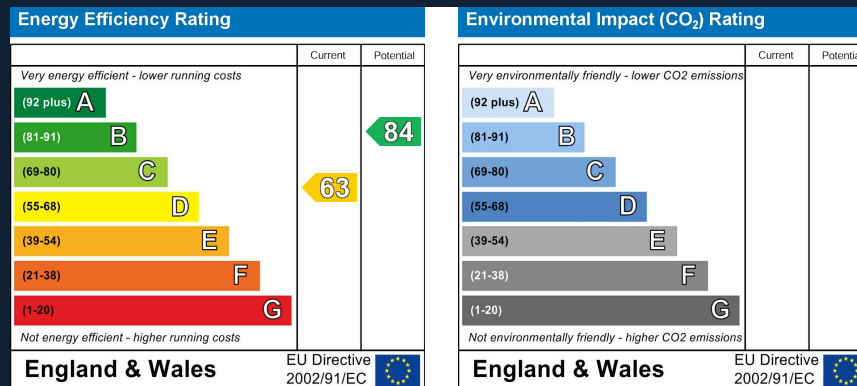 Energy Efficiency Rating
Current Potential
Very energy efficient - lower running costs
(92 plus) A
(81-91) B
84
(69-80) C
63
(55-68) D
(39-54) E
(21-38) F
(1-20) G
Not energy efficient - higher running costs
England & Wales
EU Directive
2002/91/EC
Environmental Impact (CO₂) Rating
Current Potentia
Very environmentally friendly - lower CO2 emissions
(92 plus) A
(81-91) B
(69-80) C
(55-68) D
(39-54) E
(21-38) F
(1-20) G
Not environmentally friendly - higher CO2 emissions
England & Wales
EU Directive
2002/91/EC